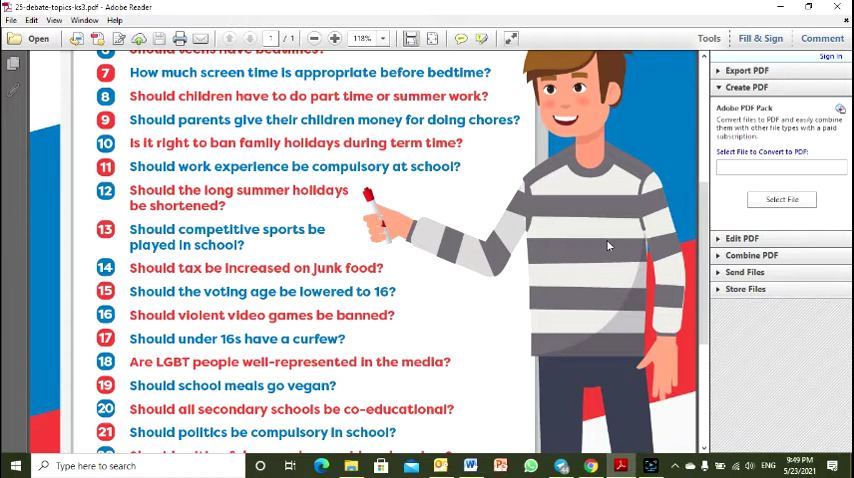 25-debate-topics-ks3.pdf - Adobe Reader
File Edit View Window Help
Open 1 / 1 118% Tools Fill & Sign Comment
Sign In
Export PDF
Create PDF
Adobe PDF Pack
Convert files to PDF and easily combine them with other file types with a paid subscription.
Select File to Convert to PDF:
Select File
Edit PDF
Combine PDF
Send Files
Store Files
6 Should teens have bedtimes?
7 How much screen time is appropriate before bedtime?
8 Should children have to do part time or summer work?
9 Should parents give their children money for doing chores?
10 Is it right to ban family holidays during term time?
11 Should work experience be compulsory at school?
12 Should the long summer holidays
be shortened?
13 Should competitive sports be
played in school?
14 Should tax be increased on junk food?
15 Should the voting age be lowered to 16?
16 Should violent video games be banned?
17 Should under 16s have a curfew?
18 Are LGBT people well-represented in the media?
19 Should school meals go vegan?
20 Should all secondary schools be co-educational?
21 Should politics be compulsory in school?
Type here to search
ENG
9:49 PM
5/23/2021